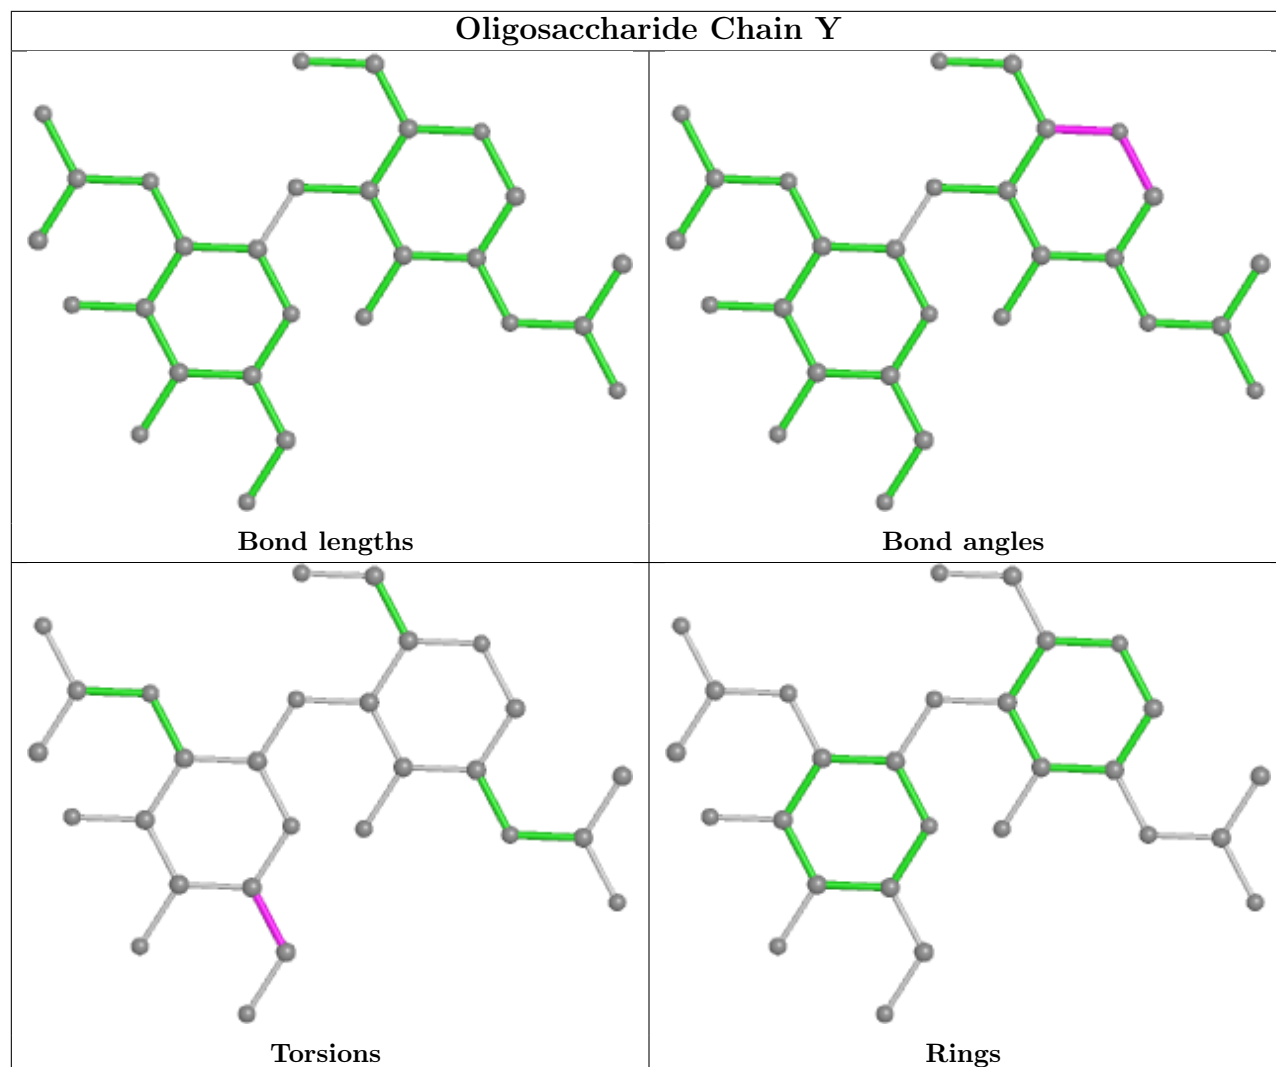 Oligosaccharide Chain Y
Bond lengths
Bond angles
Torsions
Rings